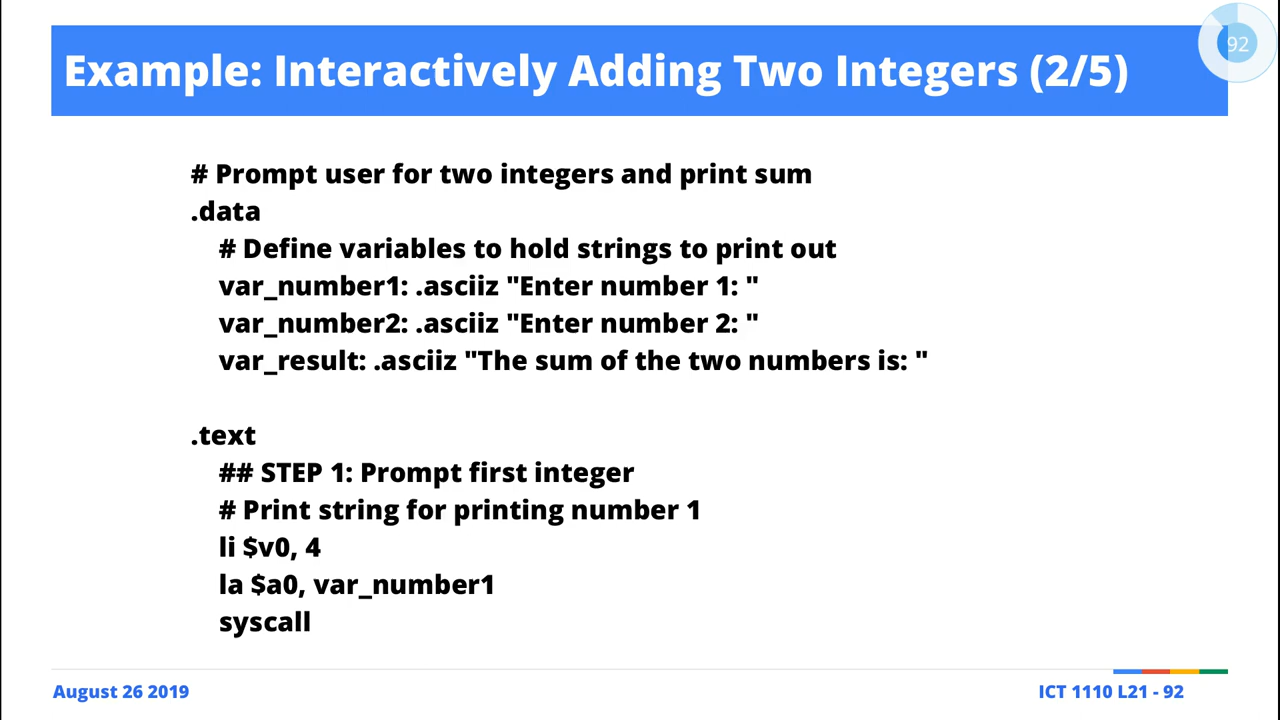 Example: Interactively Adding Two Integers (2/5)
92
# Prompt user for two integers and print sum
.data
# Define variables to hold strings to print out
var_number1: .asciiz "Enter number 1: "
var_number2: .asciiz "Enter number 2: "
var_result: .asciiz "The sum of the two numbers is: "
.text
## STEP 1: Prompt first integer
# Print string for printing number 1
li $v0, 4
la $a0, var_number1
syscall
August 26 2019
ICT 1110 L21 - 92